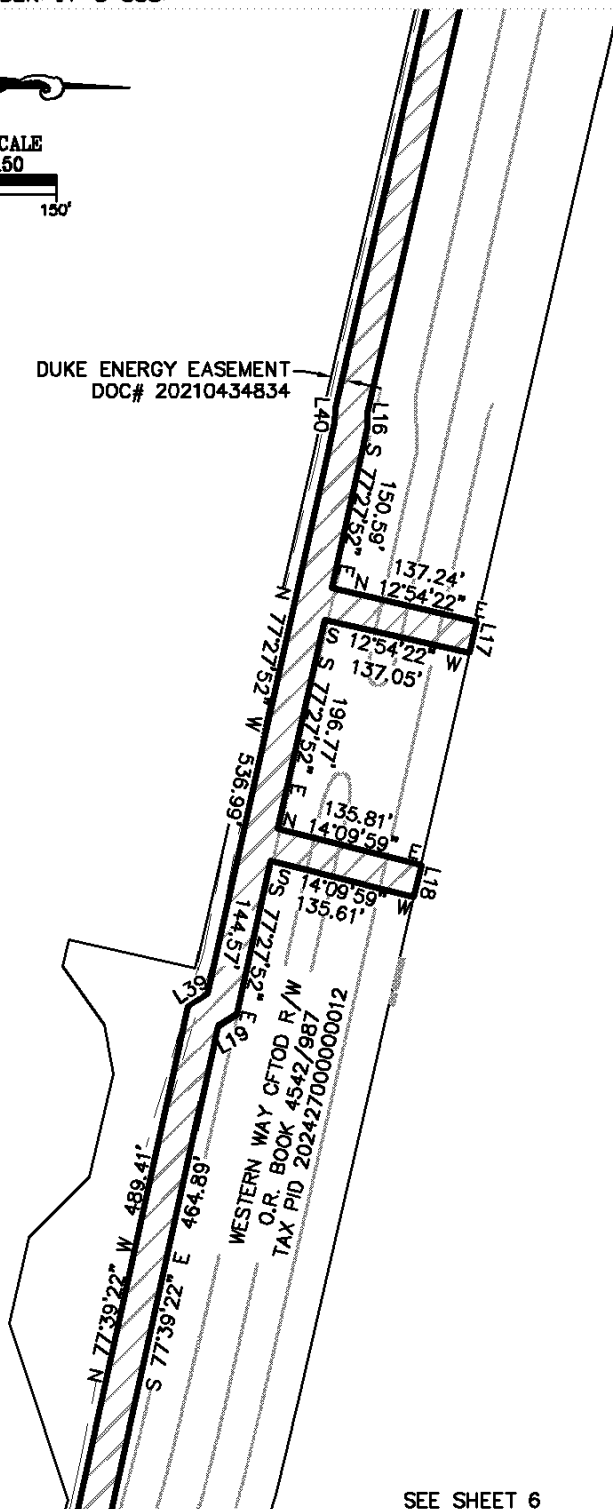 CALE
150'
DUKE ENERGY EASEMENT
DOC# 20210434834
L40
L16
S 77°27'52" E
150.59'
137.24'
N 12°54'22" E
L17
S 12°54'22" W
137.05'
N 77°27'52" W 536.99'
S 77°27'52" E
196.77'
135.81'
N 14°09'59" E
L18
S 14°09'59" W
135.61'
S 77°27'52" E
144.57'
L39
L19
WESTERN WAY CFTOD R/W
O.R. BOOK 4542/987
TAX PID 202427000000012
N 77°39'22" W 489.41'
S 77°39'22" E 464.89'
SEE SHEET 6